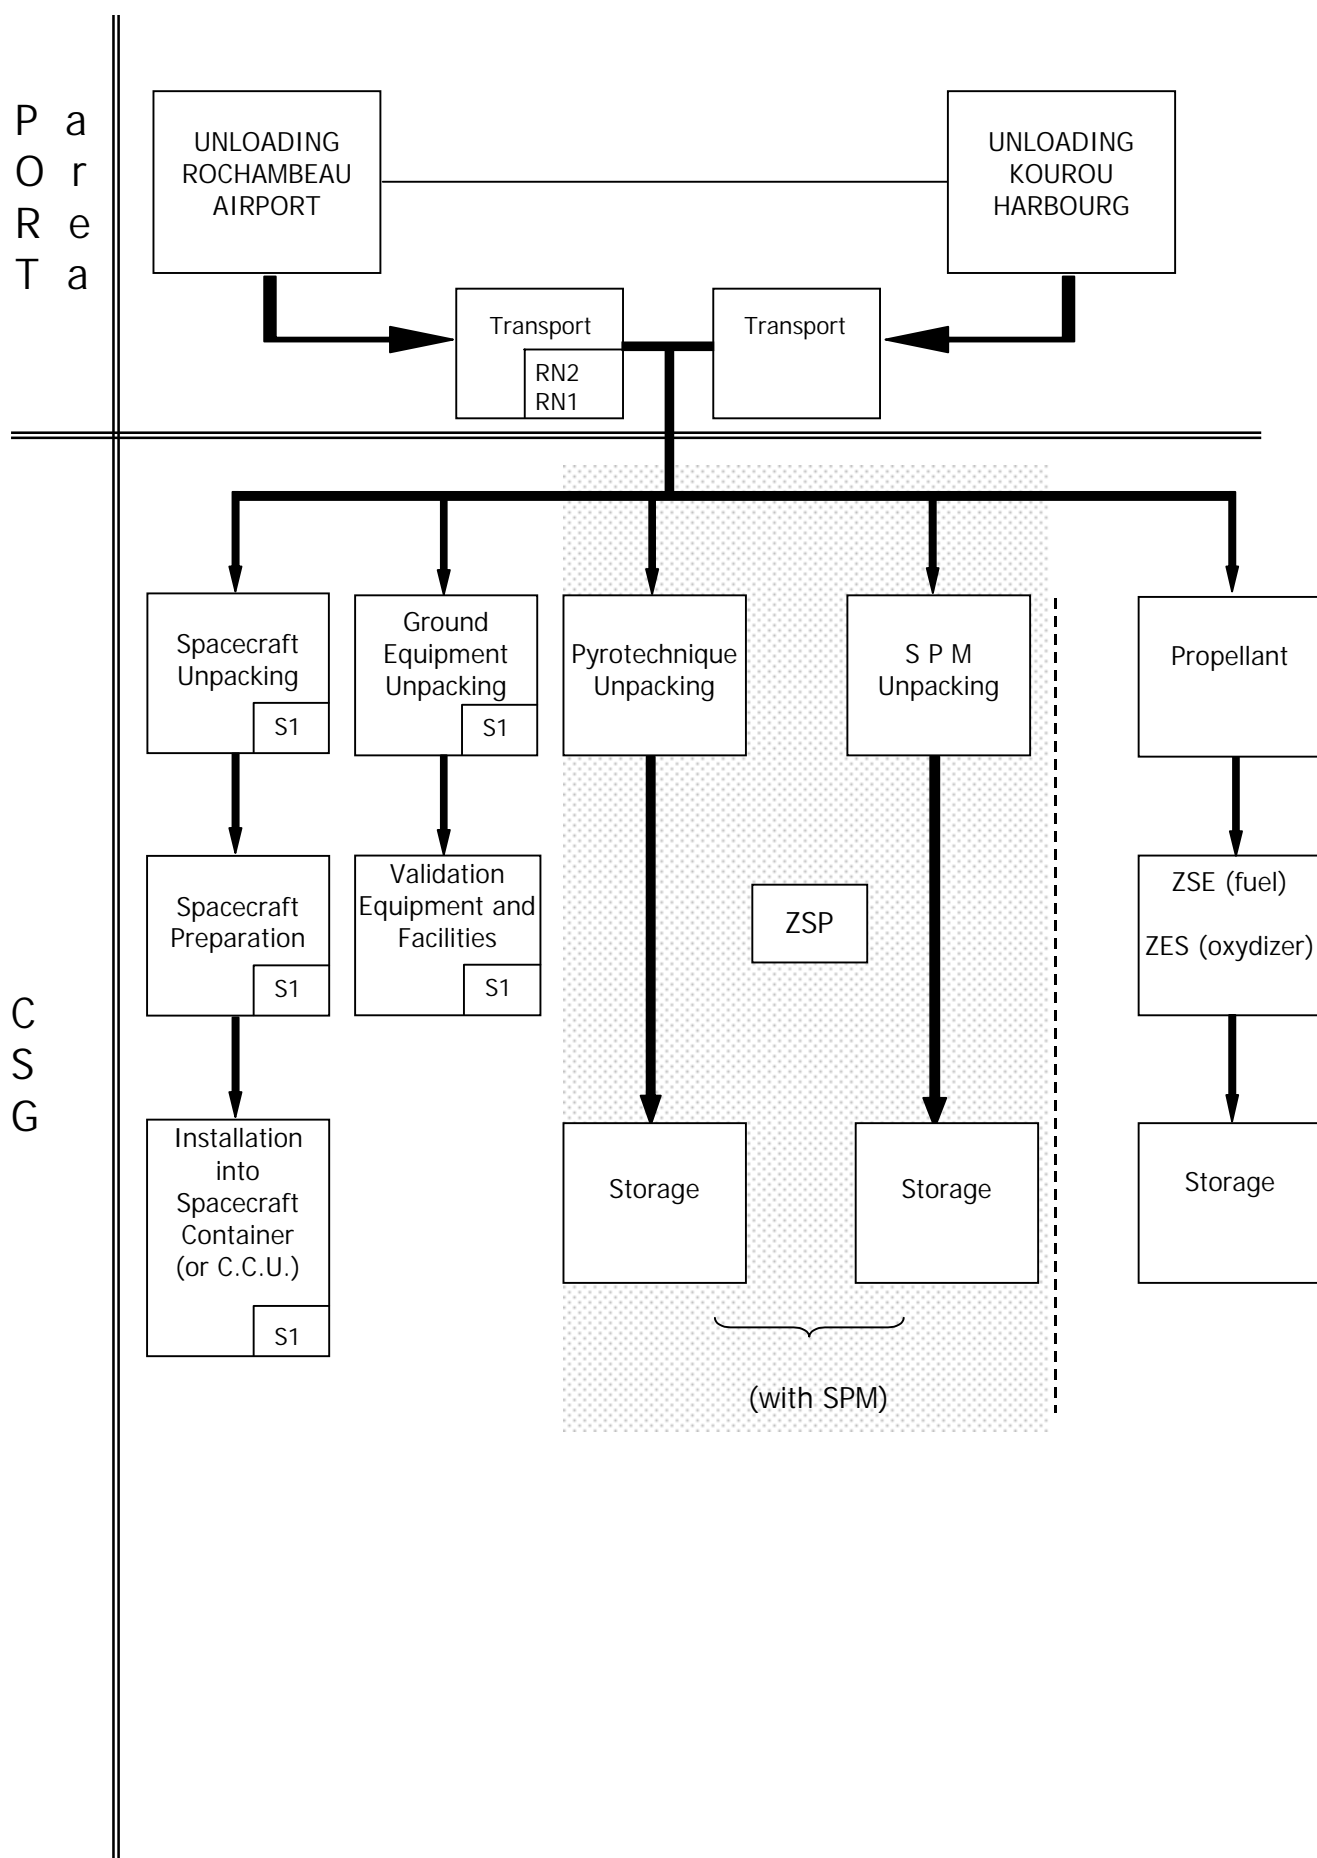 P a
O r
R e
T a
UNLOADING
ROCHAMBEAU
AIRPORT
UNLOADING
KOUROU
HARBOURG
Transport
RN2
RN1
Transport
C
S
G
Spacecraft
Unpacking
S1
Ground
Equipment
Unpacking
S1
Pyrotechnique
Unpacking
S P M
Unpacking
Propellant
Spacecraft
Preparation
S1
Validation
Equipment and
Facilities
S1
ZSP
ZSE (fuel)
ZES (oxydizer)
Installation
into
Spacecraft
Container
(or C.C.U.)
S1
Storage
Storage
Storage
(with SPM)